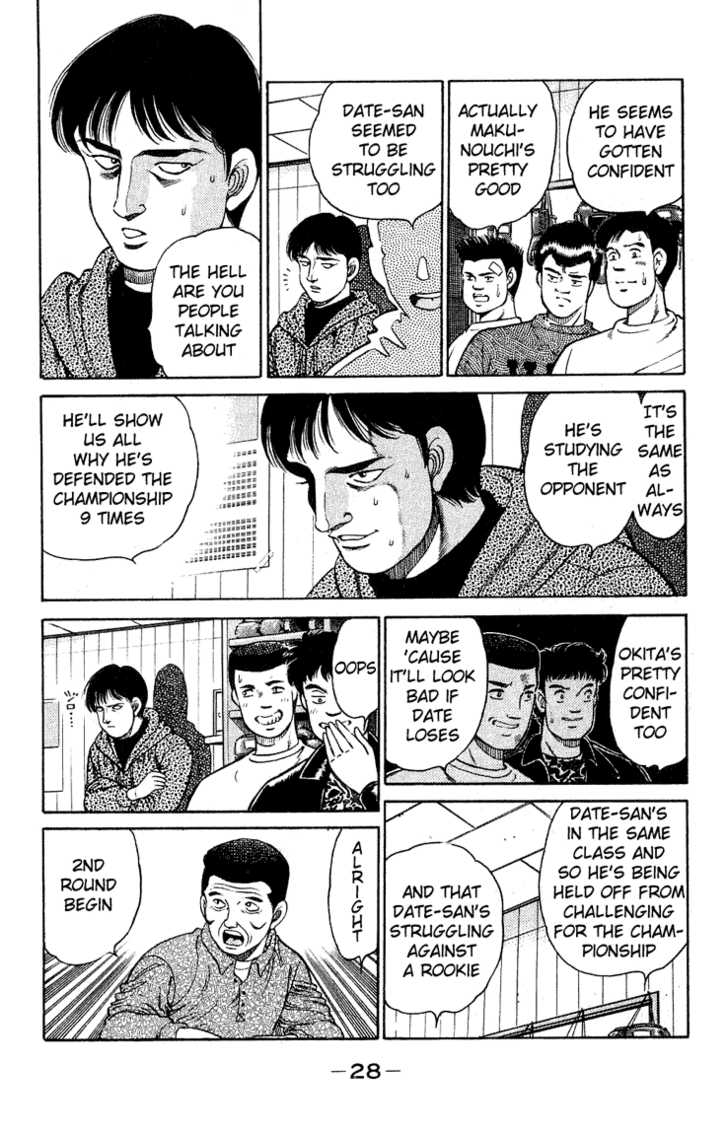 HE SEEMS
TO HAVE
GOTTEN
CONFIDENT
ACTUALLY
MAKU-
NOUCHI'S
PRETTY
GOOD
DATE-SAN
SEEMED
TO BE
STRUGGLING
TOO
THE HELL
ARE YOU
PEOPLE
TALKING
ABOUT
IT'S
THE
SAME
AS
AL-
WAYS
HE'S
STUDYING
THE
OPPONENT
HE'LL SHOW
US ALL
WHY HE'S
DEFENDED THE
CHAMPIONSHIP
9 TIMES
OKITA'S
PRETTY
CONFI-
DENT
TOO
MAYBE
'CAUSE
IT'LL LOOK
BAD IF
DATE
LOSES
OOPS
DATE-SAN'S
IN THE SAME
CLASS AND
SO HE'S BEING
HELD OFF FROM
CHALLENGING
FOR THE CHAM-
PIONSHIP
AND THAT
DATE-SAN'S
STRUGGLING
AGAINST
A ROOKIE
ALRIGHT
2ND
ROUND
BEGIN
-28-